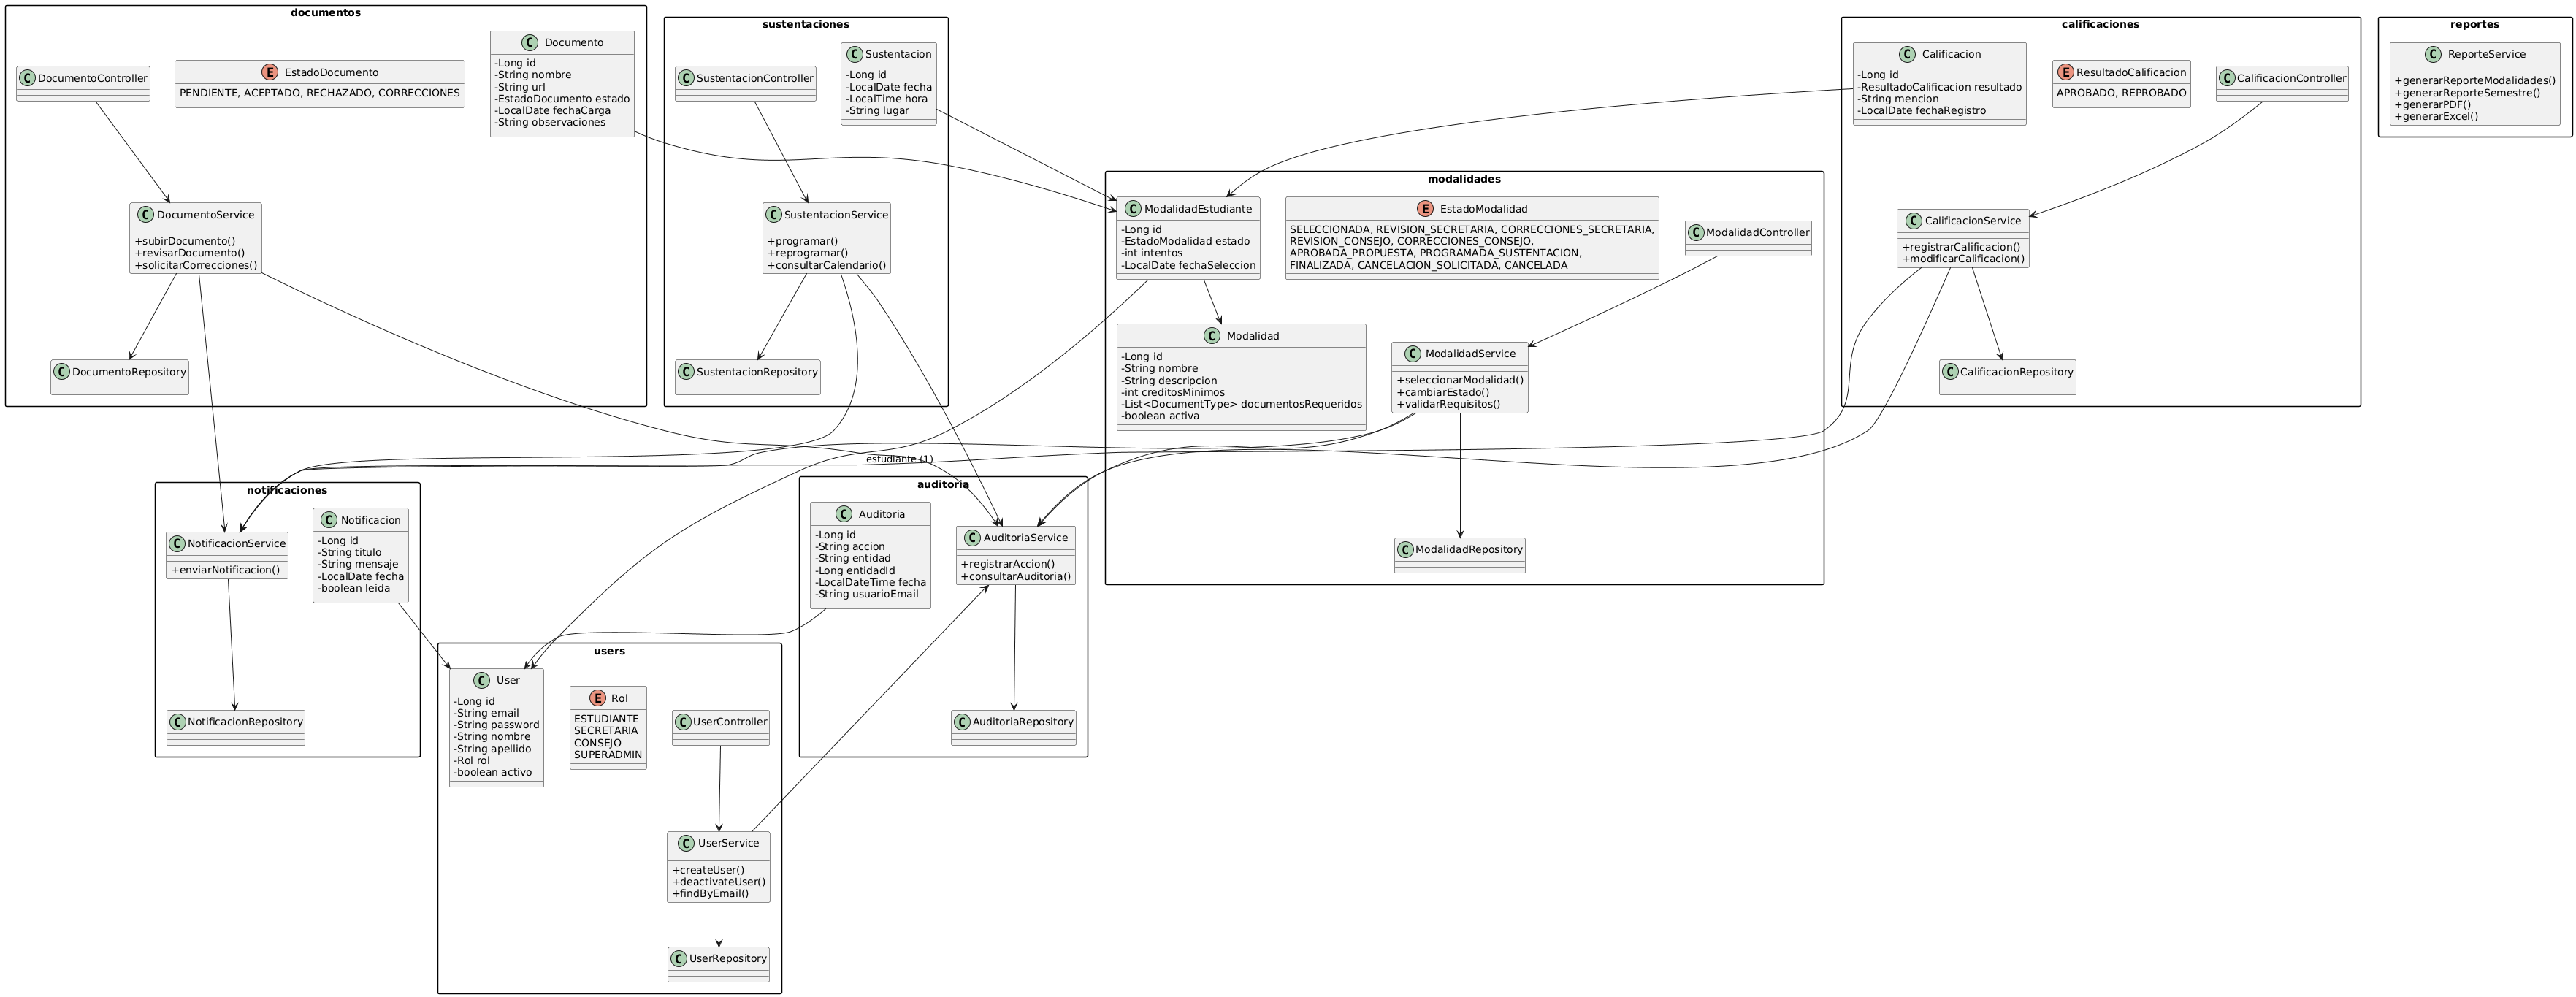 documentos
DocumentoController
EstadoDocumento
PENDIENTE, ACEPTADO, RECHAZADO, CORRECCIONES
Documento
-Long id
-String nombre
-String url
-EstadoDocumento estado
-LocalDate fechaCarga
-String observaciones
DocumentoService
+subirDocumento()
+revisarDocumento()
+solicitarCorrecciones()
DocumentoRepository
sustentaciones
SustentacionController
Sustentacion
-Long id
-LocalDate fecha
-LocalTime hora
-String lugar
SustentacionService
+programar()
+reprogramar()
+consultarCalendario()
SustentacionRepository
modalidades
ModalidadEstudiante
-Long id
-EstadoModalidad estado
-int intentos
-LocalDate fechaSeleccion
EstadoModalidad
SELECCIONADA, REVISION_SECRETARIA, CORRECCIONES_SECRETARIA,
REVISION_CONSEJO, CORRECCIONES_CONSEJO,
APROBADA_PROPUESTA, PROGRAMADA_SUSTENTACION,
FINALIZADA, CANCELACION_SOLICITADA, CANCELADA
ModalidadController
Modalidad
-Long id
-String nombre
-String descripcion
-int creditosMinimos
-List<DocumentType> documentosRequeridos
-boolean activa
ModalidadService
+seleccionarModalidad()
+cambiarEstado()
+validarRequisitos()
ModalidadRepository
calificaciones
Calificacion
-Long id
-ResultadoCalificacion resultado
-String mencion
-LocalDate fechaRegistro
ResultadoCalificacion
APROBADO, REPROBADO
CalificacionController
CalificacionService
+registrarCalificacion()
+modificarCalificacion()
CalificacionRepository
reportes
ReporteService
+generarReporteModalidades()
+generarReporteSemestre()
+generarPDF()
+generarExcel()
estudiante (1)
notificaciones
NotificacionService
+enviarNotificacion()
Notificacion
-Long id
-String titulo
-String mensaje
-LocalDate fecha
-boolean leida
NotificacionRepository
auditoria
Auditoria
-Long id
-String accion
-String entidad
-Long entidadId
-LocalDateTime fecha
-String usuarioEmail
AuditoriaService
+registrarAccion()
+consultarAuditoria()
AuditoriaRepository
users
User
-Long id
-String email
-String password
-String nombre
-String apellido
-Rol rol
-boolean activo
Rol
ESTUDIANTE
SECRETARIA
CONSEJO
SUPERADMIN
UserController
UserService
+createUser()
+deactivateUser()
+findByEmail()
UserRepository